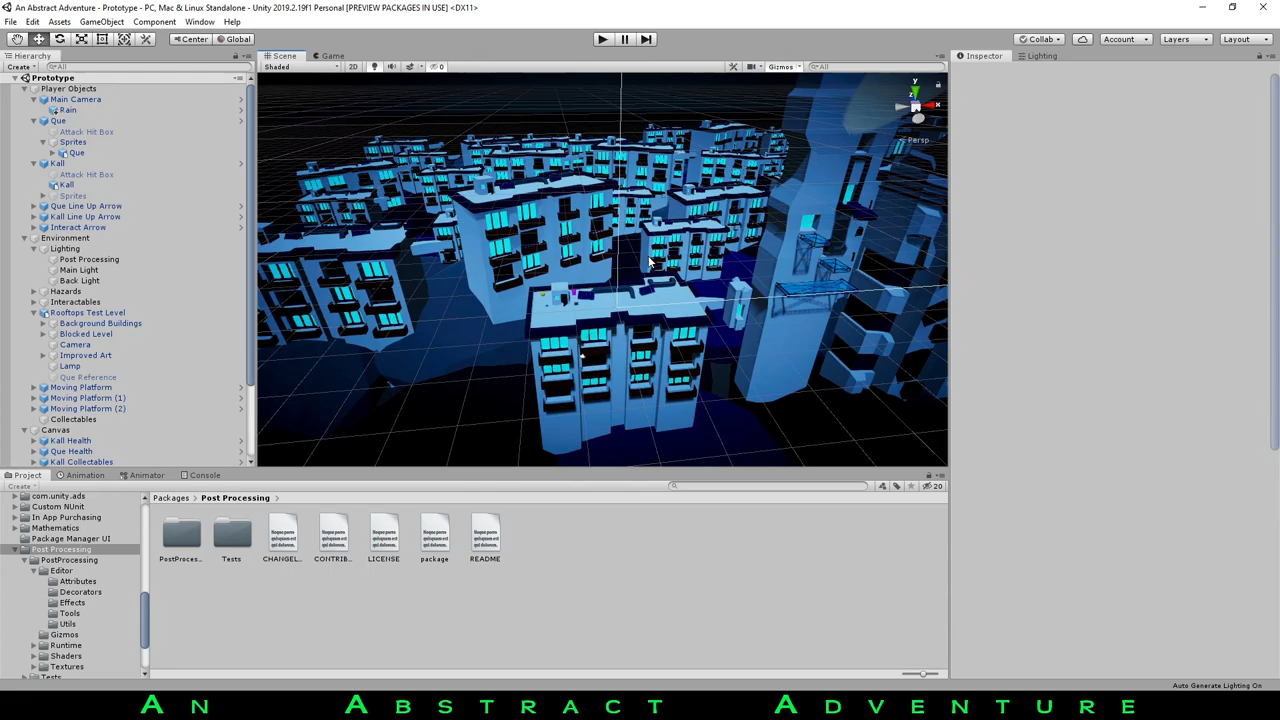 An Abstract Adventure - Prototype - PC, Mac & Linux Standalone - Unity 2019.2.19f1 Personal [PREVIEW PACKAGES IN USE] <DX11>
File Edit Assets GameObject Component Window Help
Center Global Collab Account Layers Layout
Hierarchy Scene Game Inspector Lighting
Create All Shaded 2D 0 Gizmos All
Prototype
Player Objects
Main Camera
Rain
Que
Attack Hit Box
Sprites
Que
Kall
Attack Hit Box
Kall
Sprites
Que Line Up Arrow
Kall Line Up Arrow
Interact Arrow
Environment
Lighting
Post Processing
Main Light
Back Light
Hazards
Interactables
Rooftops Test Level
Background Buildings
Blocked Level
Camera
Improved Art
Lamp
Que Reference
Moving Platform
Moving Platform (1)
Moving Platform (2)
Collectables
Canvas
Kall Health
Que Health
Kall Collectables
y
z
x
Persp
Project Animation Animator Console
Create 20
com.unity.ads
Custom NUnit
In App Purchasing
Mathematics
Package Manager UI
Post Processing
PostProcessing
Editor
Attributes
Decorators
Effects
Tools
Utils
Gizmos
Runtime
Shaders
Textures
Tests
Packages Post Processing
PostProces... Tests CHANGEL... CONTRIB... LICENSE package README
Auto Generate Lighting On
An Abstract Adventure